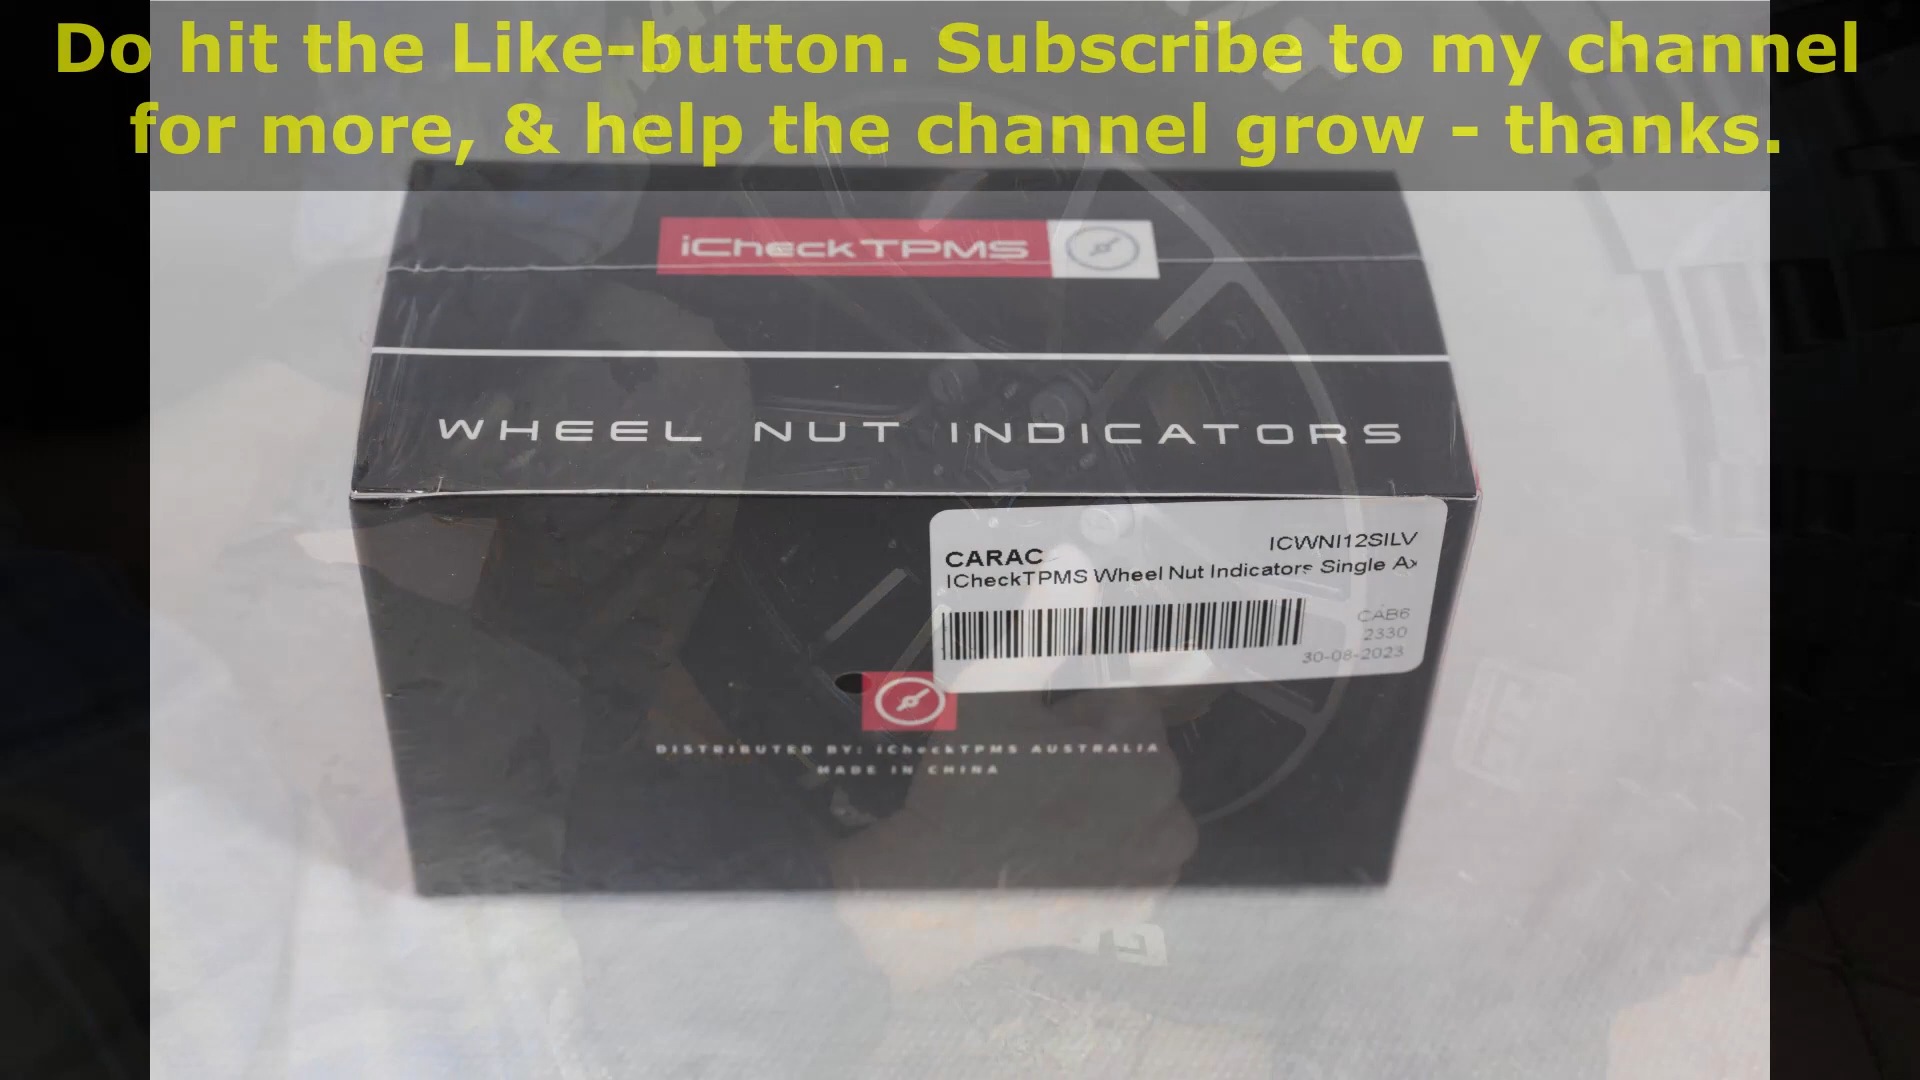 Do hit the Like-button. Subscribe to my channel
for more, & help the channel grow - thanks.
iCheckTPMS
WHEEL NUT INDICATORS
ICWNI12SILV
CARAC
ICheckTPMS Wheel Nut Indicators Single Ax
CAB6
2330
30-08-2023
DISTRIBUTED BY: iCheckTPMS AUSTRALIA
MADE IN CHINA